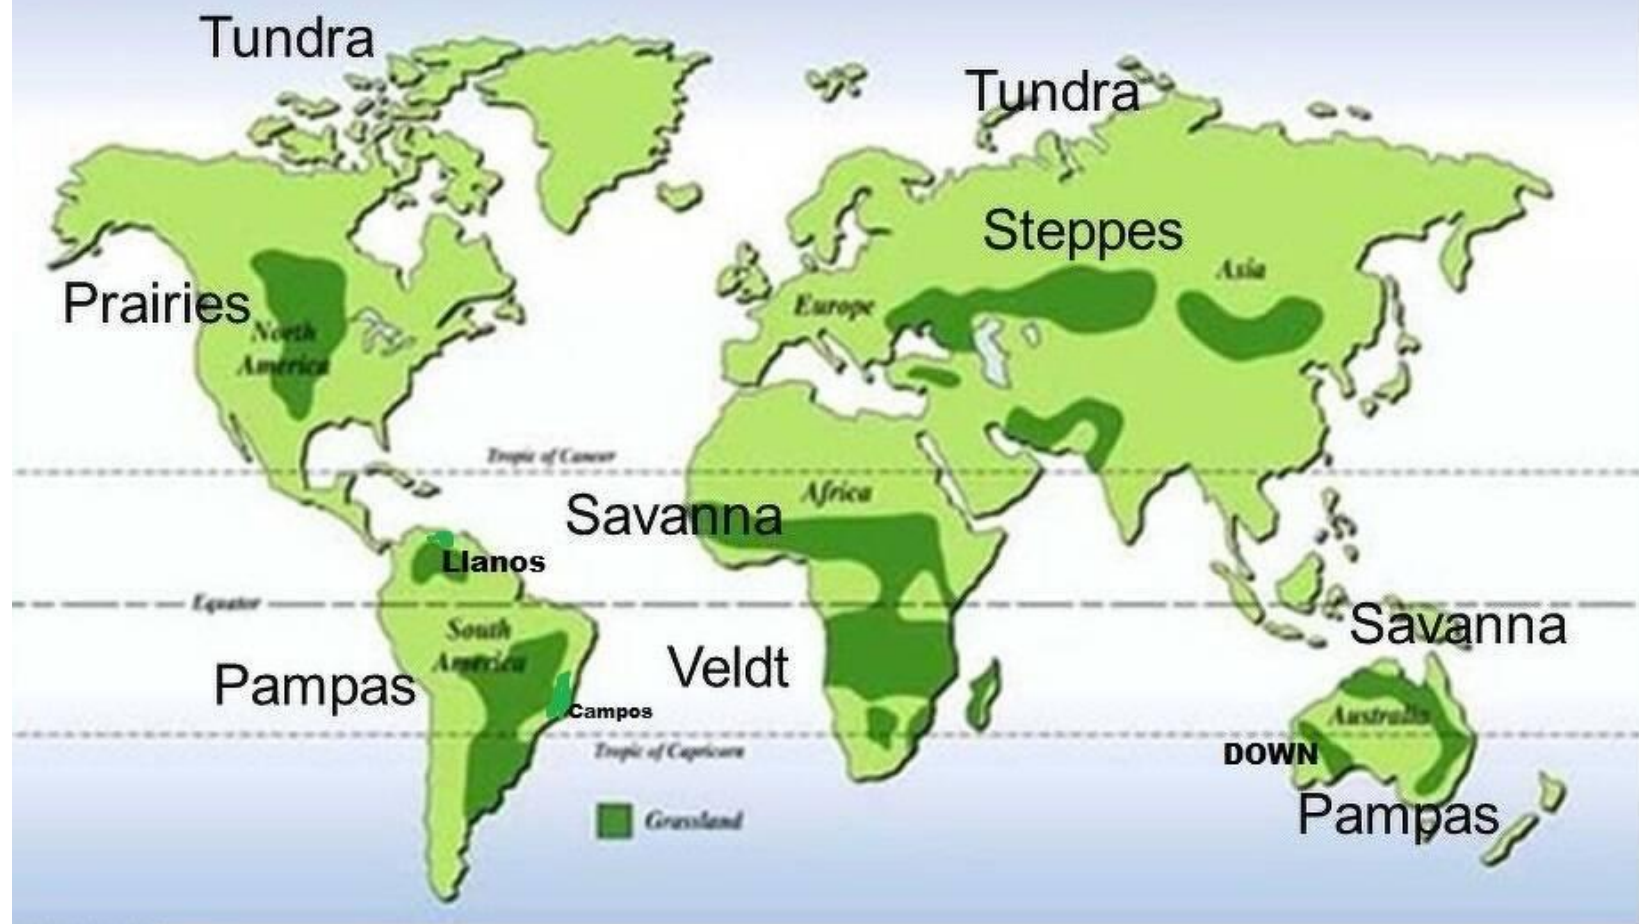 Tundra
Tundra
Steppes
Asia
Prairies
Europe
North
America
Tropic of Cancer
Africa
Savanna
Llanos
Equator
South
America
Savanna
Veldt
Pampas
Campos
Australia
Tropic of Capricorn
DOWN
Pampas
Grassland